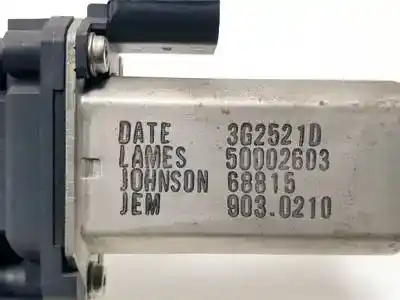 DATE 3G2521D
LAMES 50002603
JOHNSON 68815
JEM 903.0210